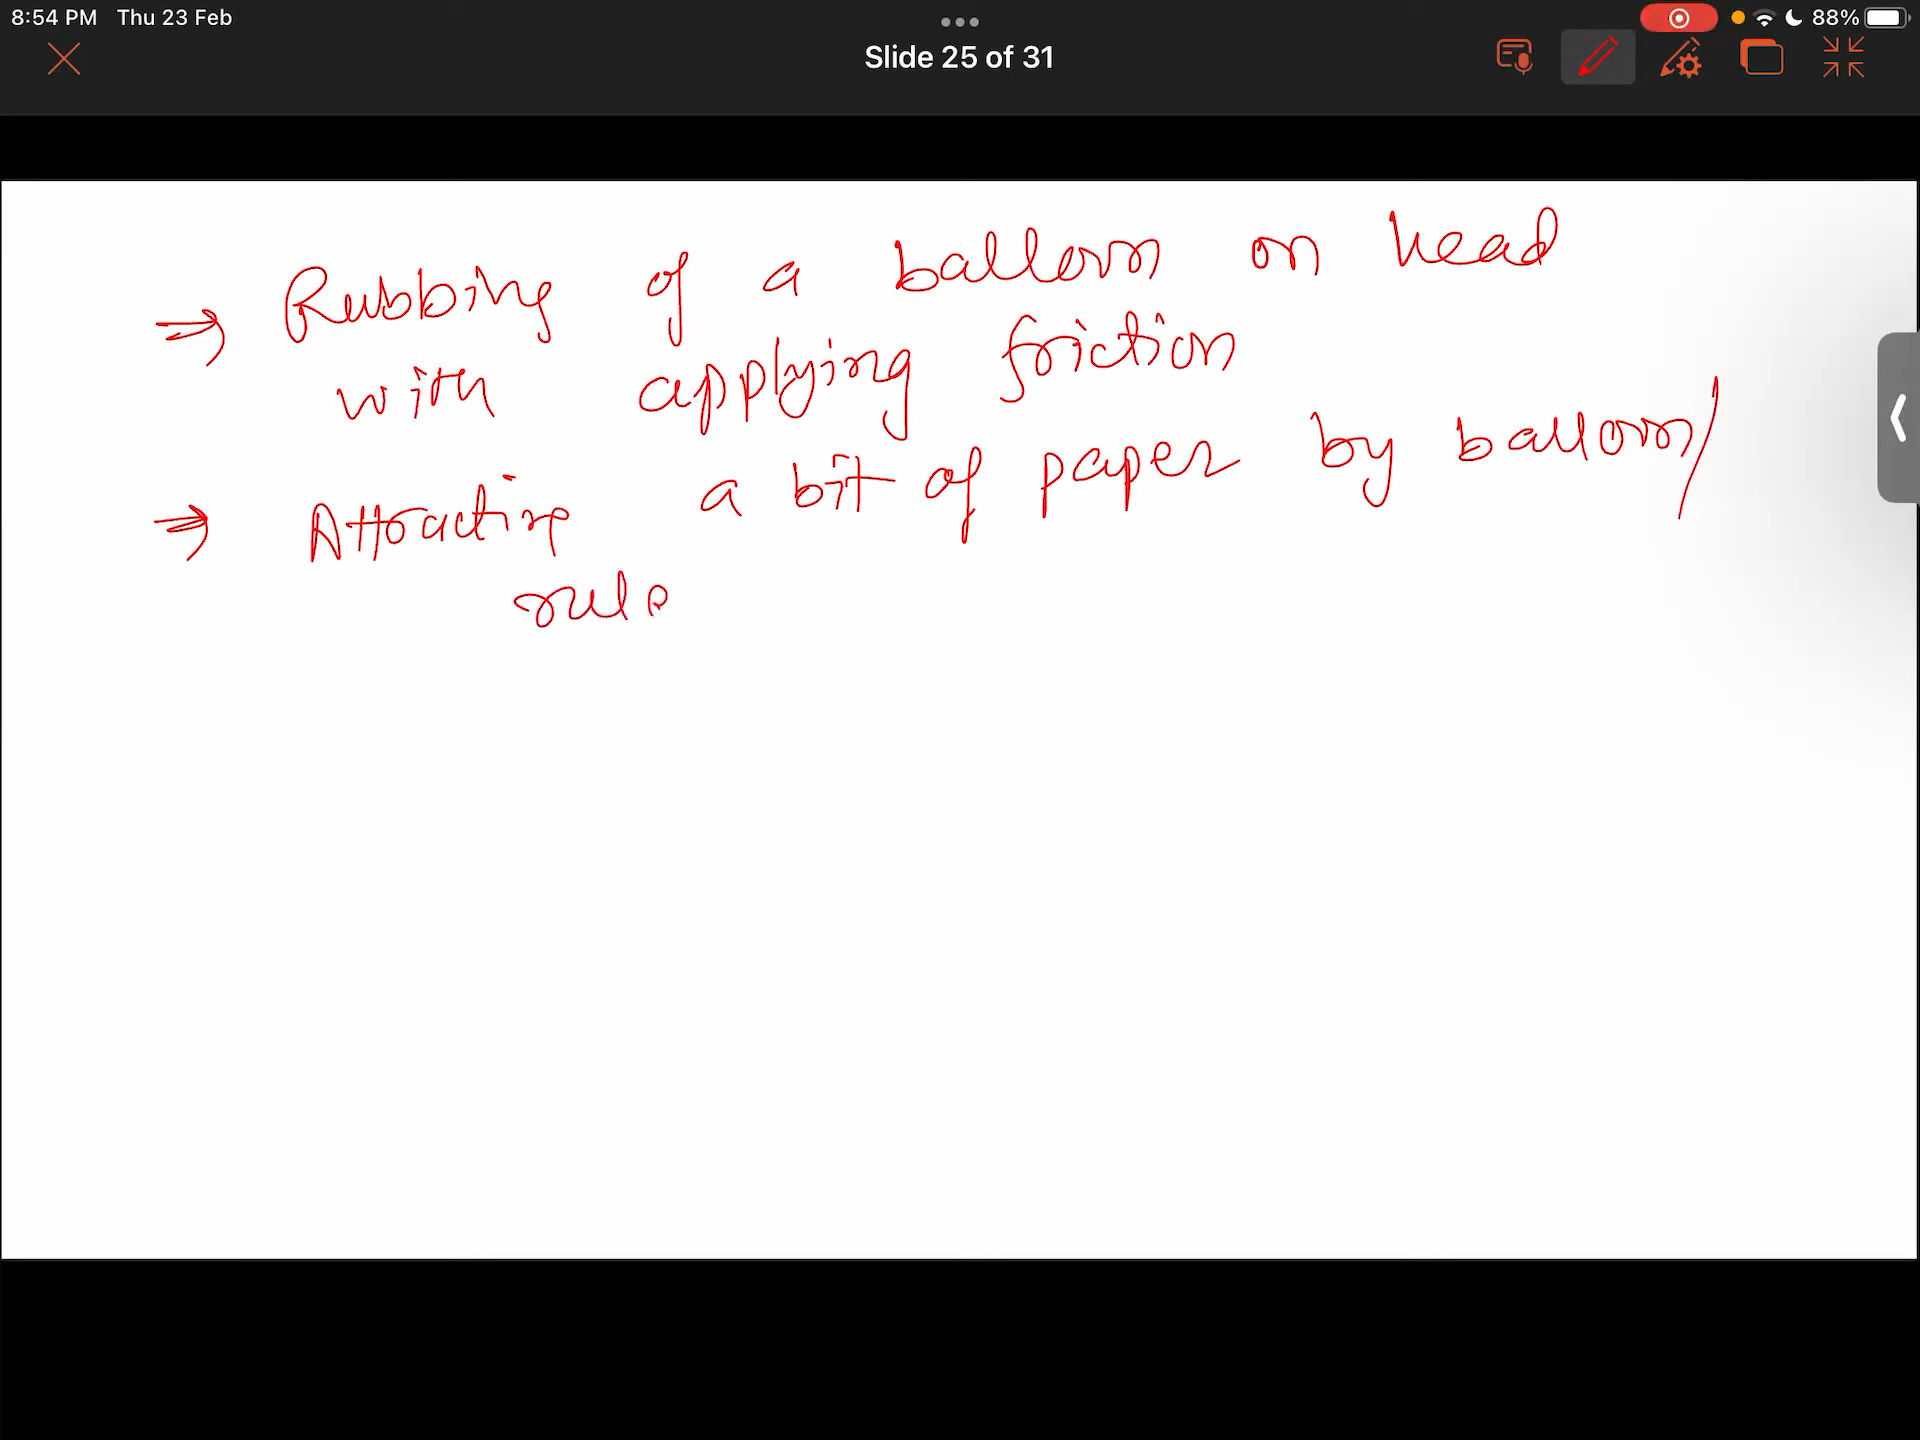 8:54 PM Thu 23 Feb
88%
Slide 25 of 31
⇒ Rubbing of a balloon on head
with applying friction
⇒ Attracting a bit of paper by balloon/
rule